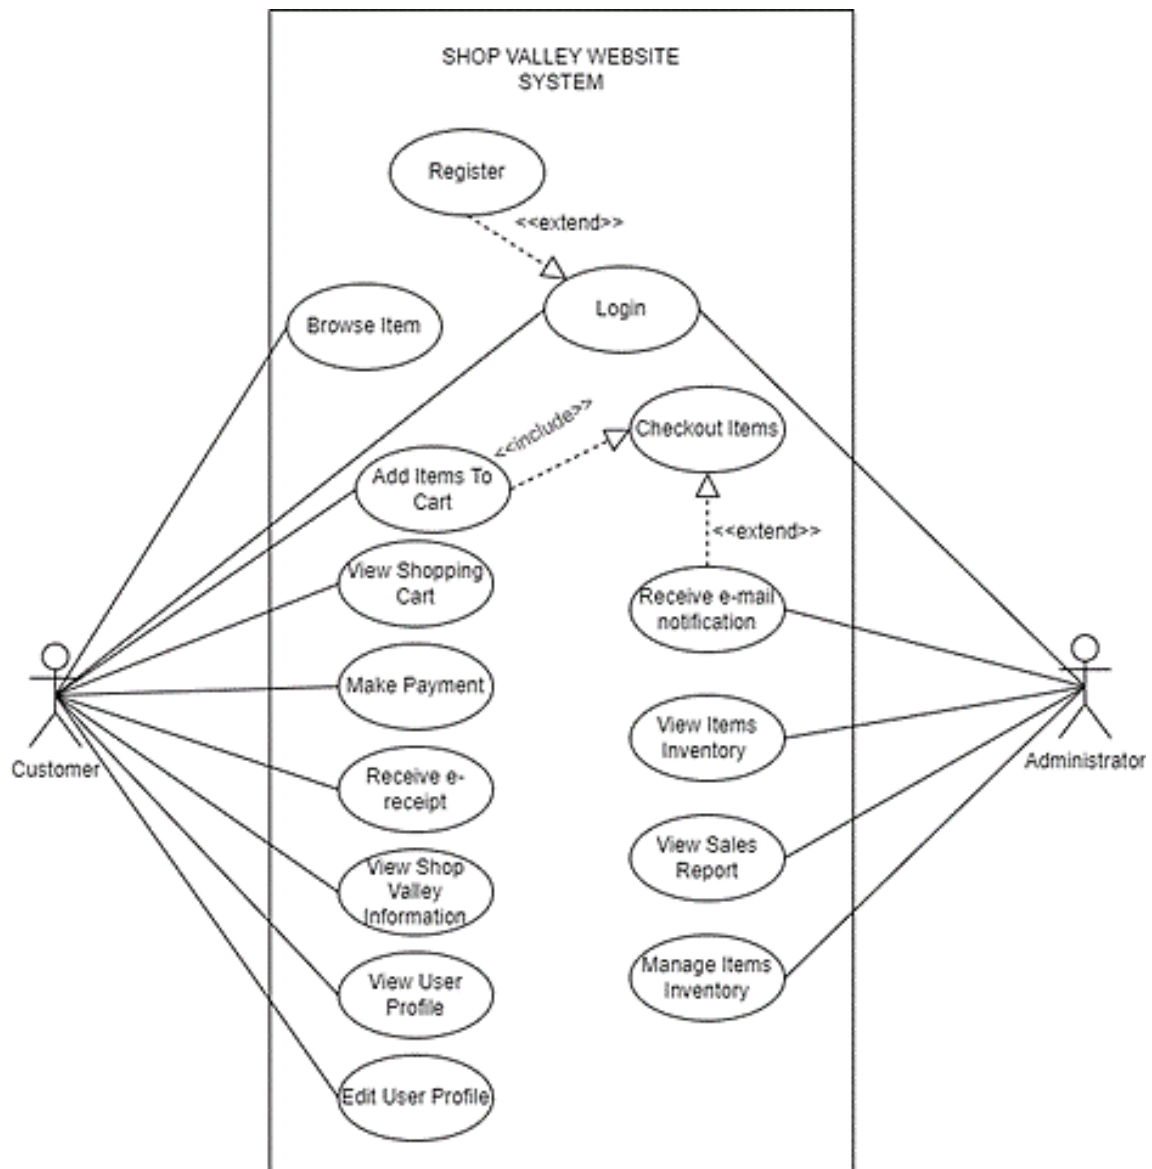 SHOP VALLEY WEBSITE
SYSTEM
Register
<<extend>>
Login
Browse Item
<<include>>
Checkout Items
Add Items To
Cart
<<extend>>
View Shopping
Cart
Receive e-mail
notification
Make Payment
View Items
Inventory
Customer
Administrator
Receive e-
receipt
View Sales
Report
View Shop
Valley
Information
Manage Items
Inventory
View User
Profile
Edit User Profile